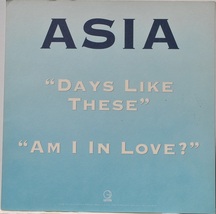 ASIA
“DAYS LIKE
THESE”
“AM I IN LOVE?”